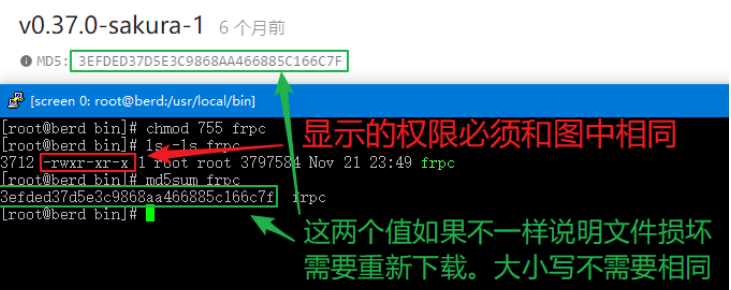 v0.37.0-sakura-1 6 个月前
MD5: 3EFDED37D5E3C9868AA466885C166C7F
[screen 0: root@berd:/usr/local/bin]
[root@berd bin]# chmod 755 frpc
[root@berd bin]# ls -ls frpc
3712 -rwxr-xr-x 1 root root 3797584 Nov 21 23:49 frpc
[root@berd bin]# md5sum frpc
3efded37d5e3c9868aa466885c166c7f frpc
[root@berd bin]#
显示的权限必须和图中相同
这两个值如果不一样说明文件损坏
需要重新下载。大小写不需要相同